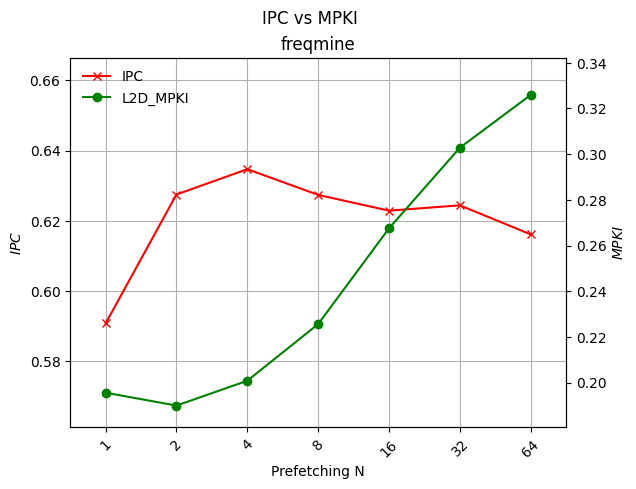 IPC vs MPKI
freqmine
IPC
L2D_MPKI
0.66
0.64
0.62
0.60
0.58
IPC
0.34
0.32
0.30
0.28
0.26
0.24
0.22
0.20
MPKI
1
2
4
8
16
32
64
Prefetching N